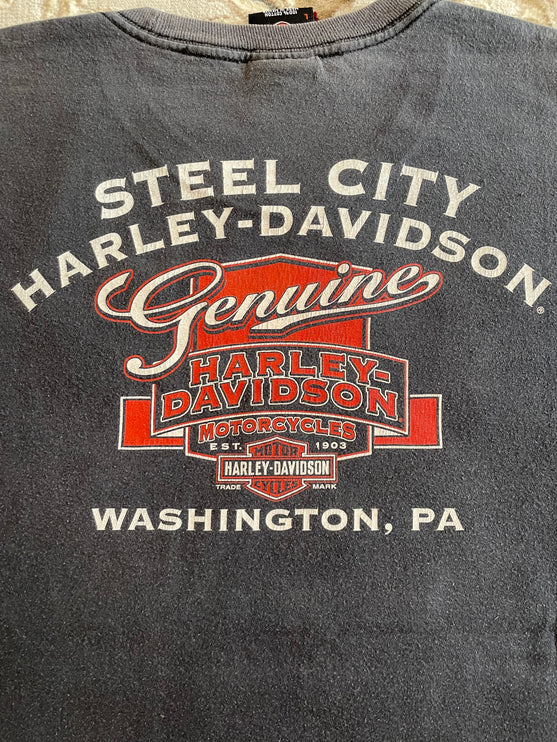 STEEL CITY
HARLEY-DAVIDSON®
Genuine
HARLEY-
DAVIDSON
MOTORCYCLES
EST. 1903
MOTOR
HARLEY-DAVIDSON
CYCLES
TRADE MARK
WASHINGTON, PA